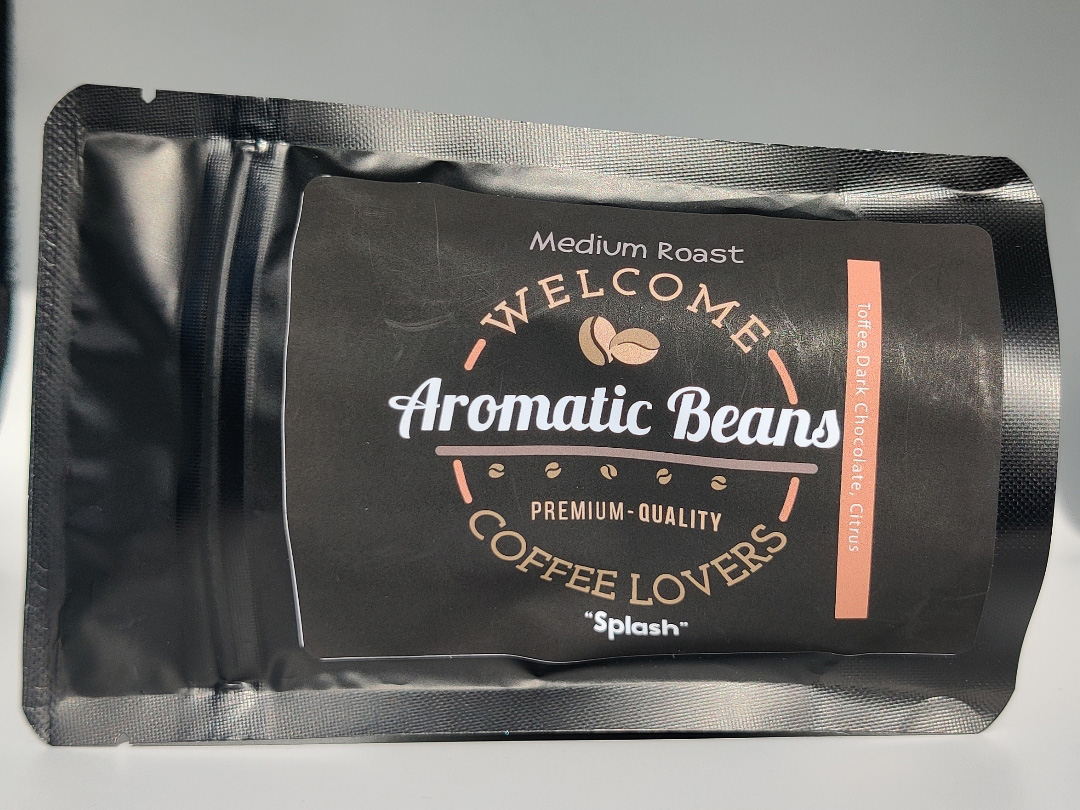 Medium Roast
WELCOME
Aromatic Beans
PREMIUM-QUALITY
COFFEE LOVERS
"Splash"
Toffee,Dark Chocolate, Citrus